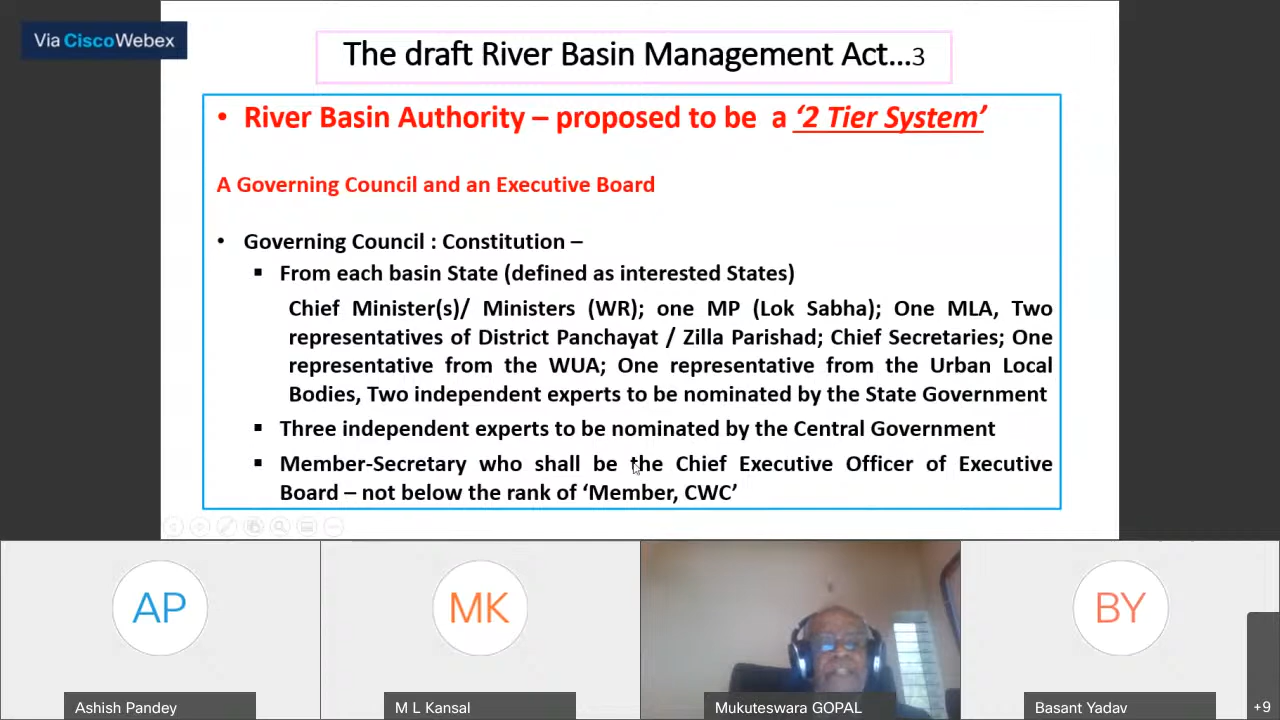 Via CiscoWebex
The draft River Basin Management Act...3
• River Basin Authority – proposed to be a ‘2 Tier System’
A Governing Council and an Executive Board
• Governing Council : Constitution –
▪ From each basin State (defined as interested States)
Chief Minister(s)/ Ministers (WR); one MP (Lok Sabha); One MLA, Two
representatives of District Panchayat / Zilla Parishad; Chief Secretaries; One
representative from the WUA; One representative from the Urban Local
Bodies, Two independent experts to be nominated by the State Government
▪ Three independent experts to be nominated by the Central Government
▪ Member-Secretary who shall be the Chief Executive Officer of Executive
Board – not below the rank of ‘Member, CWC’
AP
MK
BY
Ashish Pandey
M L Kansal
Mukuteswara GOPAL
Basant Yadav
+9